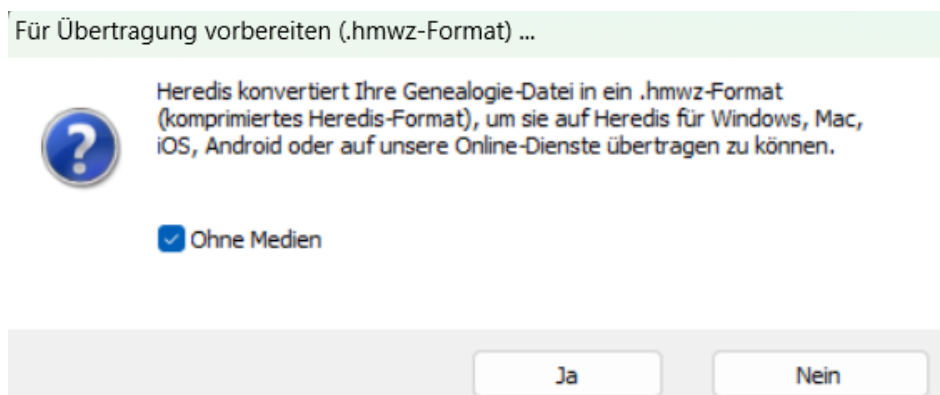 Für Übertragung vorbereiten (.hmwz-Format) ...
Heredis konvertiert Ihre Genealogie-Datei in ein .hmwz-Format
(komprimiertes Heredis-Format), um sie auf Heredis für Windows, Mac,
iOS, Android oder auf unsere Online-Dienste übertragen zu können.
Ohne Medien
Ja
Nein